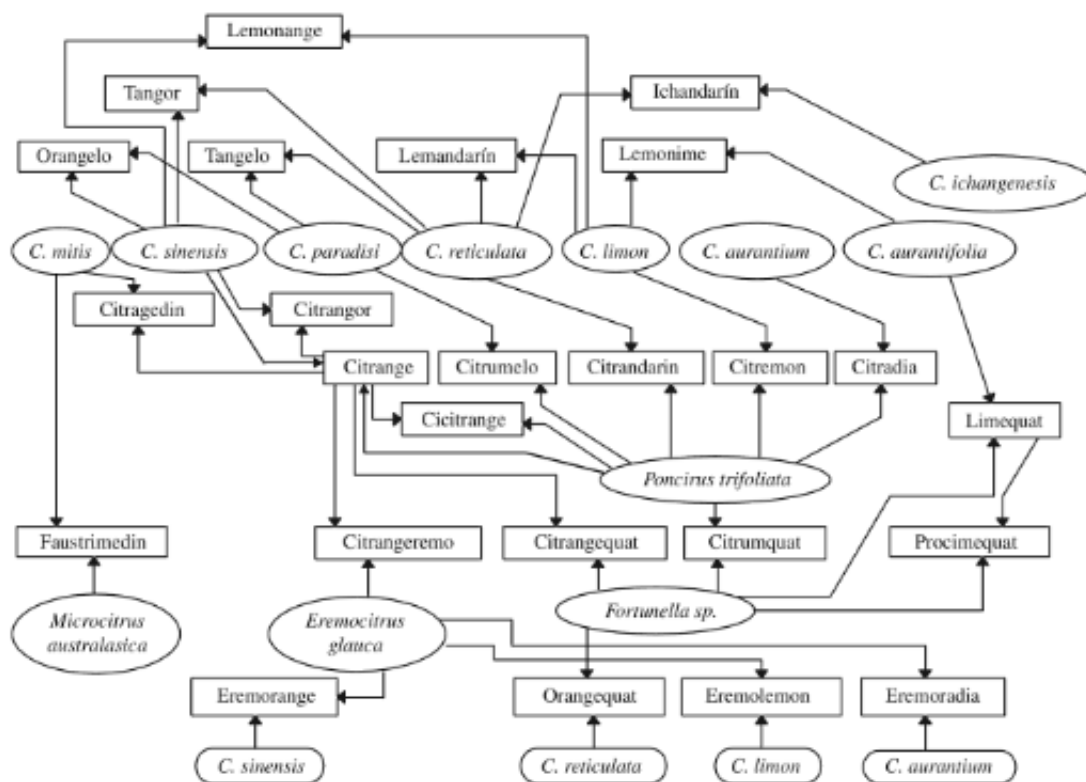 Lemonange
Tangor
Ichandarín
Orangelo
Tangelo
Lemandarín
Lemonime
C. ichangenesis
C. mitis
C. sinensis
C. paradisi
C. reticulata
C. limon
C. aurantium
C. aurantifolia
Citragedin
Citrangor
Citrange
Citrumelo
Citrandarin
Citremon
Citradia
Cicitrange
Limequat
Poncirus trifoliata
Faustrimedin
Citrangeremo
Citrangequat
Citrumquat
Procimequat
Microcitrus
australasica
Eremocitrus
glauca
Fortunella sp.
Eremorange
Orangequat
Eremolemon
Eremoradia
C. sinensis
C. reticulata
C. limon
C. aurantium